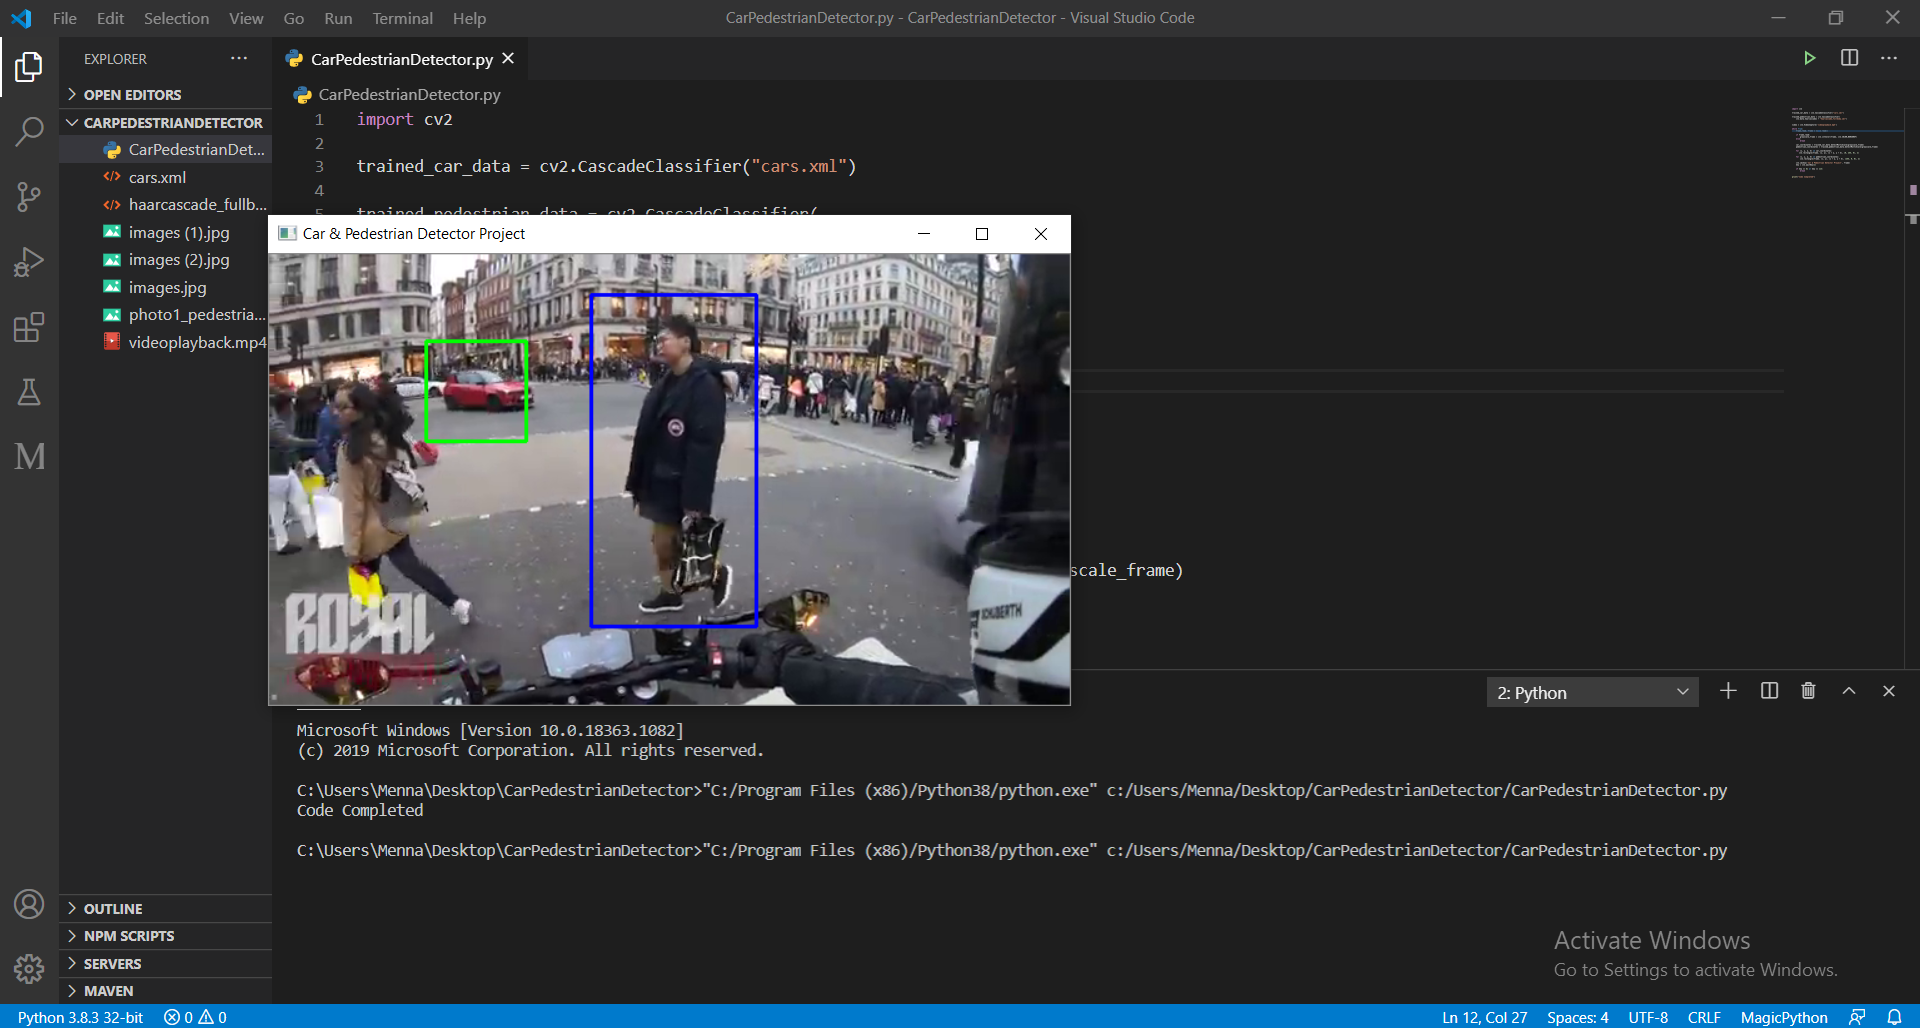 File Edit Selection View Go Run Terminal Help
CarPedestrianDetector.py - CarPedestrianDetector - Visual Studio Code
EXPLORER
OPEN EDITORS
CARPEDESTRIANDETECTOR
CarPedestrianDet...
cars.xml
haarcascade_fullb...
images (1).jpg
images (2).jpg
images.jpg
photo1_pedestria...
videoplayback.mp4
OUTLINE
NPM SCRIPTS
SERVERS
MAVEN
CarPedestrianDetector.py
CarPedestrianDetector.py
1 import cv2
2
3 trained_car_data = cv2.CascadeClassifier("cars.xml")
4
5 trained_pedestrian_data = cv2.CascadeClassifier(
scale_frame)
Car & Pedestrian Detector Project
SCHUBERTH
ROYAL
2: Python
Microsoft Windows [Version 10.0.18363.1082]
(c) 2019 Microsoft Corporation. All rights reserved.
C:\Users\Menna\Desktop\CarPedestrianDetector>"C:/Program Files (x86)/Python38/python.exe" c:/Users/Menna/Desktop/CarPedestrianDetector/CarPedestrianDetector.py
Code Completed
C:\Users\Menna\Desktop\CarPedestrianDetector>"C:/Program Files (x86)/Python38/python.exe" c:/Users/Menna/Desktop/CarPedestrianDetector/CarPedestrianDetector.py
Activate Windows
Go to Settings to activate Windows.
Python 3.8.3 32-bit 0 0
Ln 12, Col 27 Spaces: 4 UTF-8 CRLF MagicPython